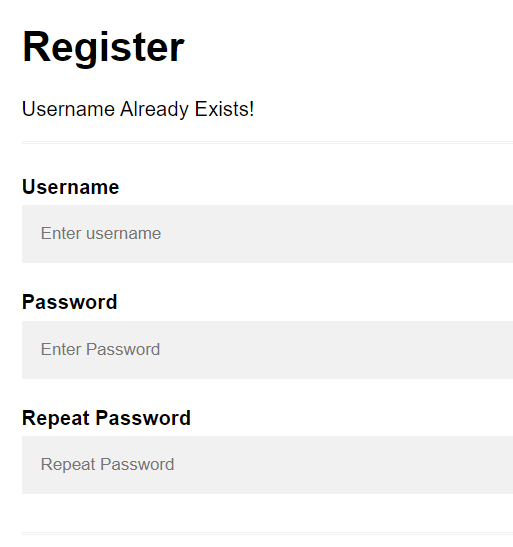 Register
Username Already Exists!
Username
Enter username
Password
Enter Password
Repeat Password
Repeat Password